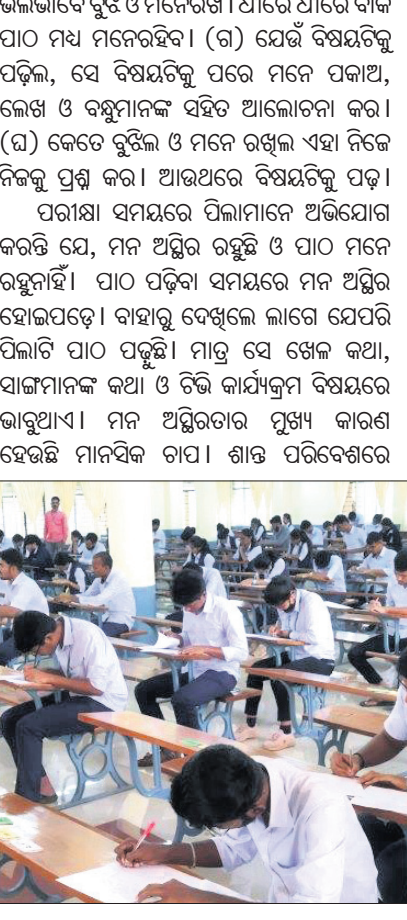 ଭଲଭାବେ ବୁଝ ଓ ମନେରଖ। ଧୀରେ ଧୀରେ ବାକି
ପାଠ ମଧ୍ୟ ମନେରହିବ। (ଗ) ଯେଉଁ ବିଷୟଟିକୁ
ପଢ଼ିଲ, ସେ ବିଷୟଟିକୁ ପରେ ମନେ ପକାଅ,
ଲେଖ ଓ ବନ୍ଧୁମାନଙ୍କ ସହିତ ଆଲୋଚନା କର।
(ଘ) କେତେ ବୁଝିଲ ଓ ମନେ ରଖିଲ ଏହା ନିଜେ
ନିଜକୁ ପ୍ରଶ୍ନ କର। ଆଉଥରେ ବିଷୟଟିକୁ ପଢ଼।
ପରୀକ୍ଷା ସମୟରେ ପିଲାମାନେ ଅଭିଯୋଗ
କରନ୍ତି ଯେ, ମନ ଅସ୍ଥିର ରହୁଛି ଓ ପାଠ ମନେ
ରହୁନାହିଁ। ପାଠ ପଢ଼ିବା ସମୟରେ ମନ ଅସ୍ଥିର
ହୋଇପଡ଼େ। ବାହାରୁ ଦେଖିଲେ ଲାଗେ ଯେପରି
ପିଲାଟି ପାଠ ପଢୁଛି। ମାତ୍ର ସେ ଖେଳ କଥା,
ସାଙ୍ଗମାନଙ୍କ କଥା ଓ ଟିଭି କାର୍ଯ୍ୟକ୍ରମ ବିଷୟରେ
ଭାବୁଥାଏ। ମନ ଅସ୍ଥିରତାର ମୁଖ୍ୟ କାରଣ
ହେଉଛି ମାନସିକ ଚାପ। ଶାନ୍ତ ପରିବେଶରେ